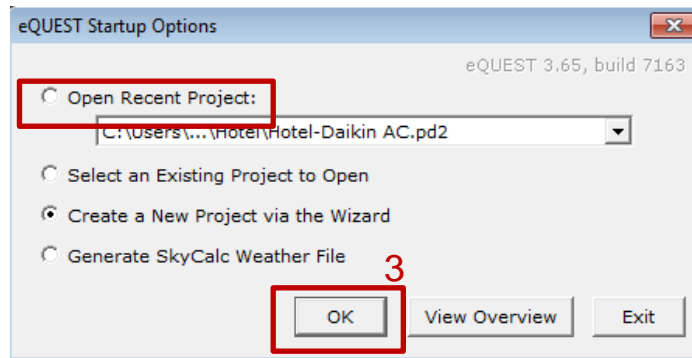 eQUEST Startup Options
eQUEST 3.65, build 7163
Open Recent Project:
C:\Users\...\Hotel\Hotel-Daikin AC.pd2
Select an Existing Project to Open
Create a New Project via the Wizard
Generate SkyCalc Weather File
3
OK View Overview Exit